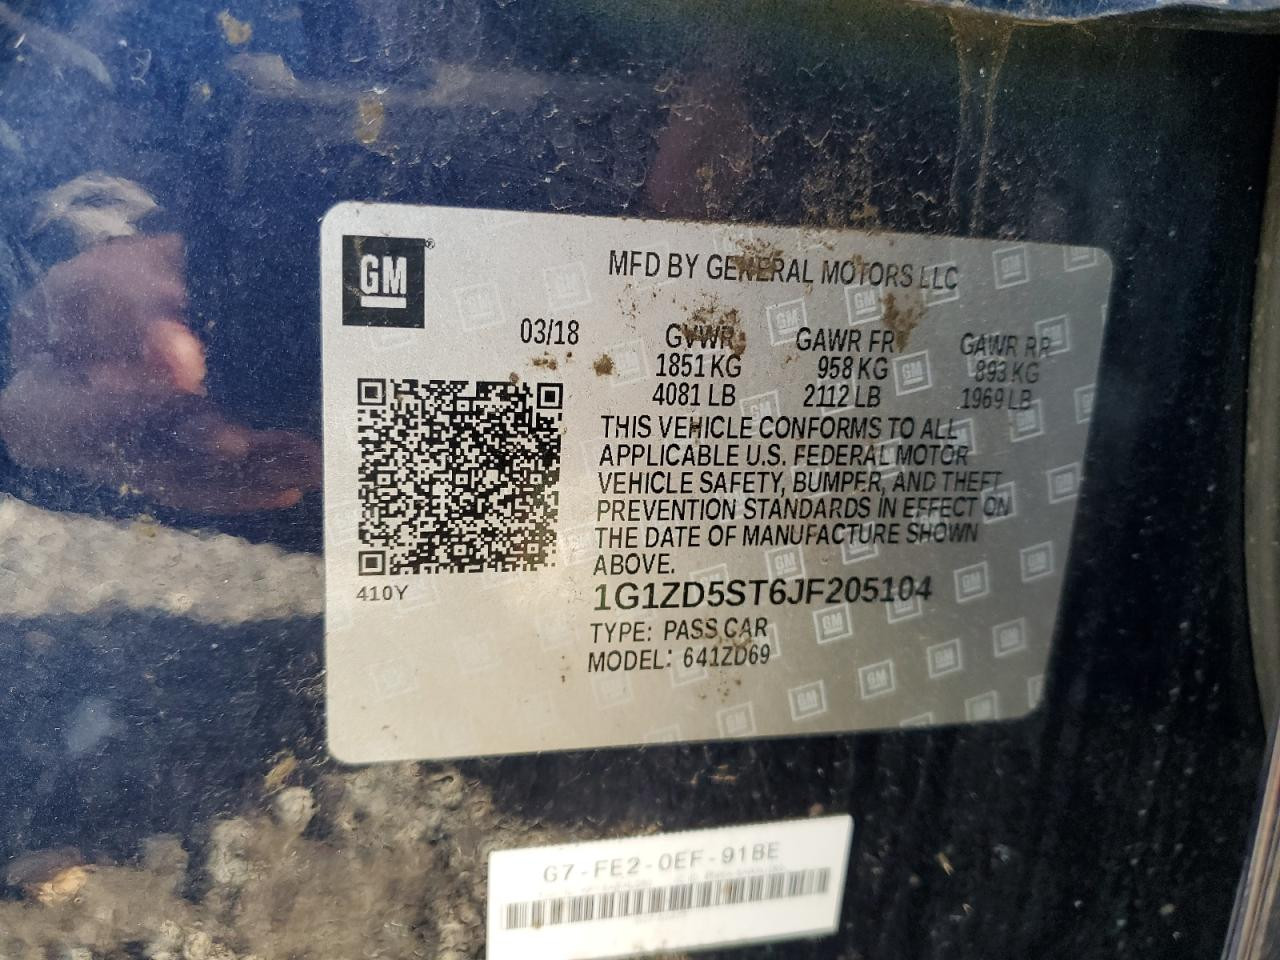 GM
MFD BY GENERAL MOTORS LLC
03/18 GVWR GAWR FR GAWR RR
1851 KG 958 KG 893 KG
4081 LB 2112 LB 1969 LB
THIS VEHICLE CONFORMS TO ALL
APPLICABLE U.S. FEDERAL MOTOR
VEHICLE SAFETY, BUMPER, AND THEFT
PREVENTION STANDARDS IN EFFECT ON
THE DATE OF MANUFACTURE SHOWN
ABOVE.
410Y
1G1ZD5ST6JF205104
TYPE: PASS CAR
MODEL: 641ZD69
G7-FE2-0EF-91BE